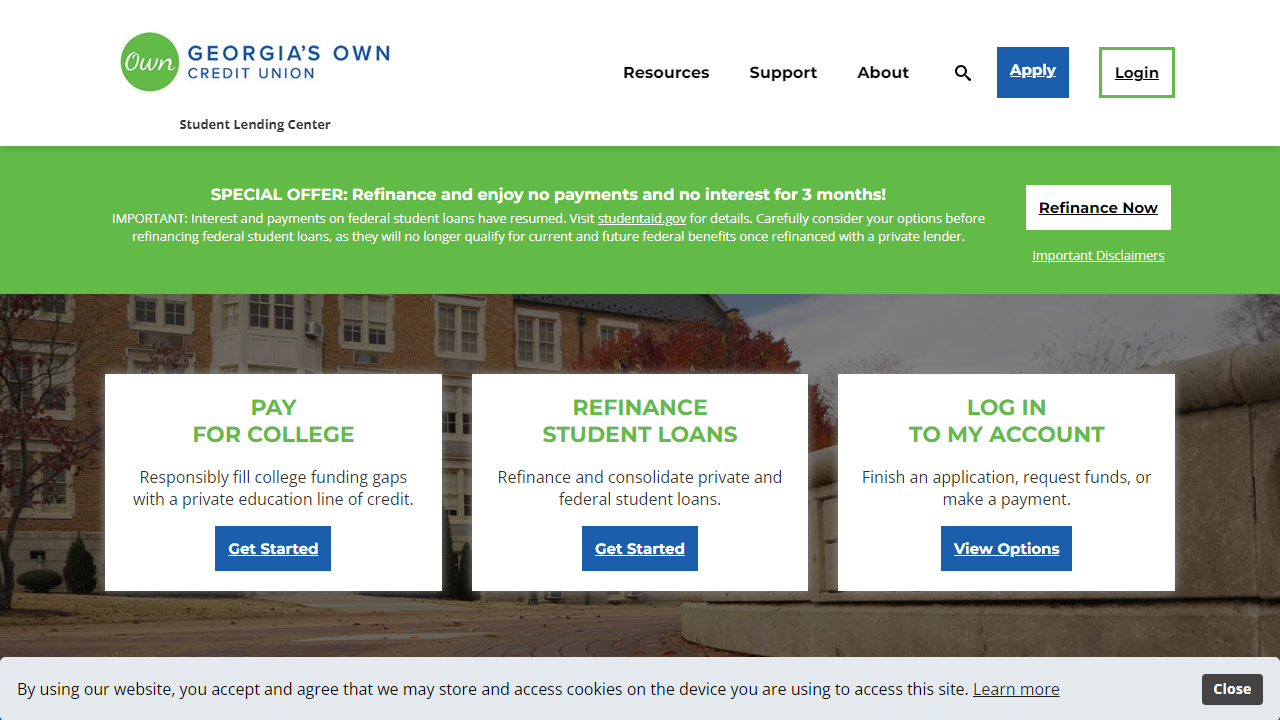 Own GEORGIA'S OWN
CREDIT UNION
Student Lending Center
Resources Support About Apply Login
SPECIAL OFFER: Refinance and enjoy no payments and no interest for 3 months!
IMPORTANT: Interest and payments on federal student loans have resumed. Visit studentaid.gov for details. Carefully consider your options before
refinancing federal student loans, as they will no longer qualify for current and future federal benefits once refinanced with a private lender.
Refinance Now
Important Disclaimers
PAY
FOR COLLEGE
Responsibly fill college funding gaps
with a private education line of credit.
Get Started
REFINANCE
STUDENT LOANS
Refinance and consolidate private and
federal student loans.
Get Started
LOG IN
TO MY ACCOUNT
Finish an application, request funds, or
make a payment.
View Options
By using our website, you accept and agree that we may store and access cookies on the device you are using to access this site. Learn more
Close